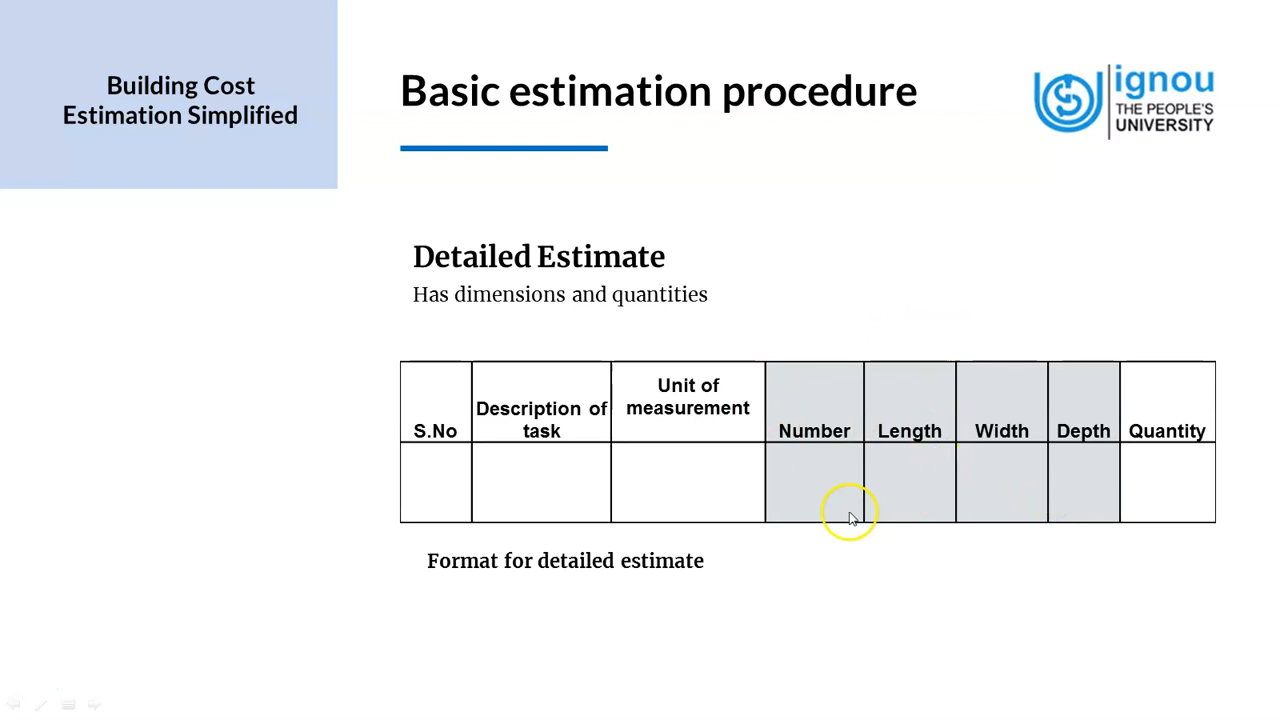 Building Cost
Estimation Simplified
Basic estimation procedure
ignou
THE PEOPLE'S
UNIVERSITY
Detailed Estimate
Has dimensions and quantities
S.No
Description of
task
Unit of
measurement
Number
Length
Width
Depth
Quantity
Format for detailed estimate